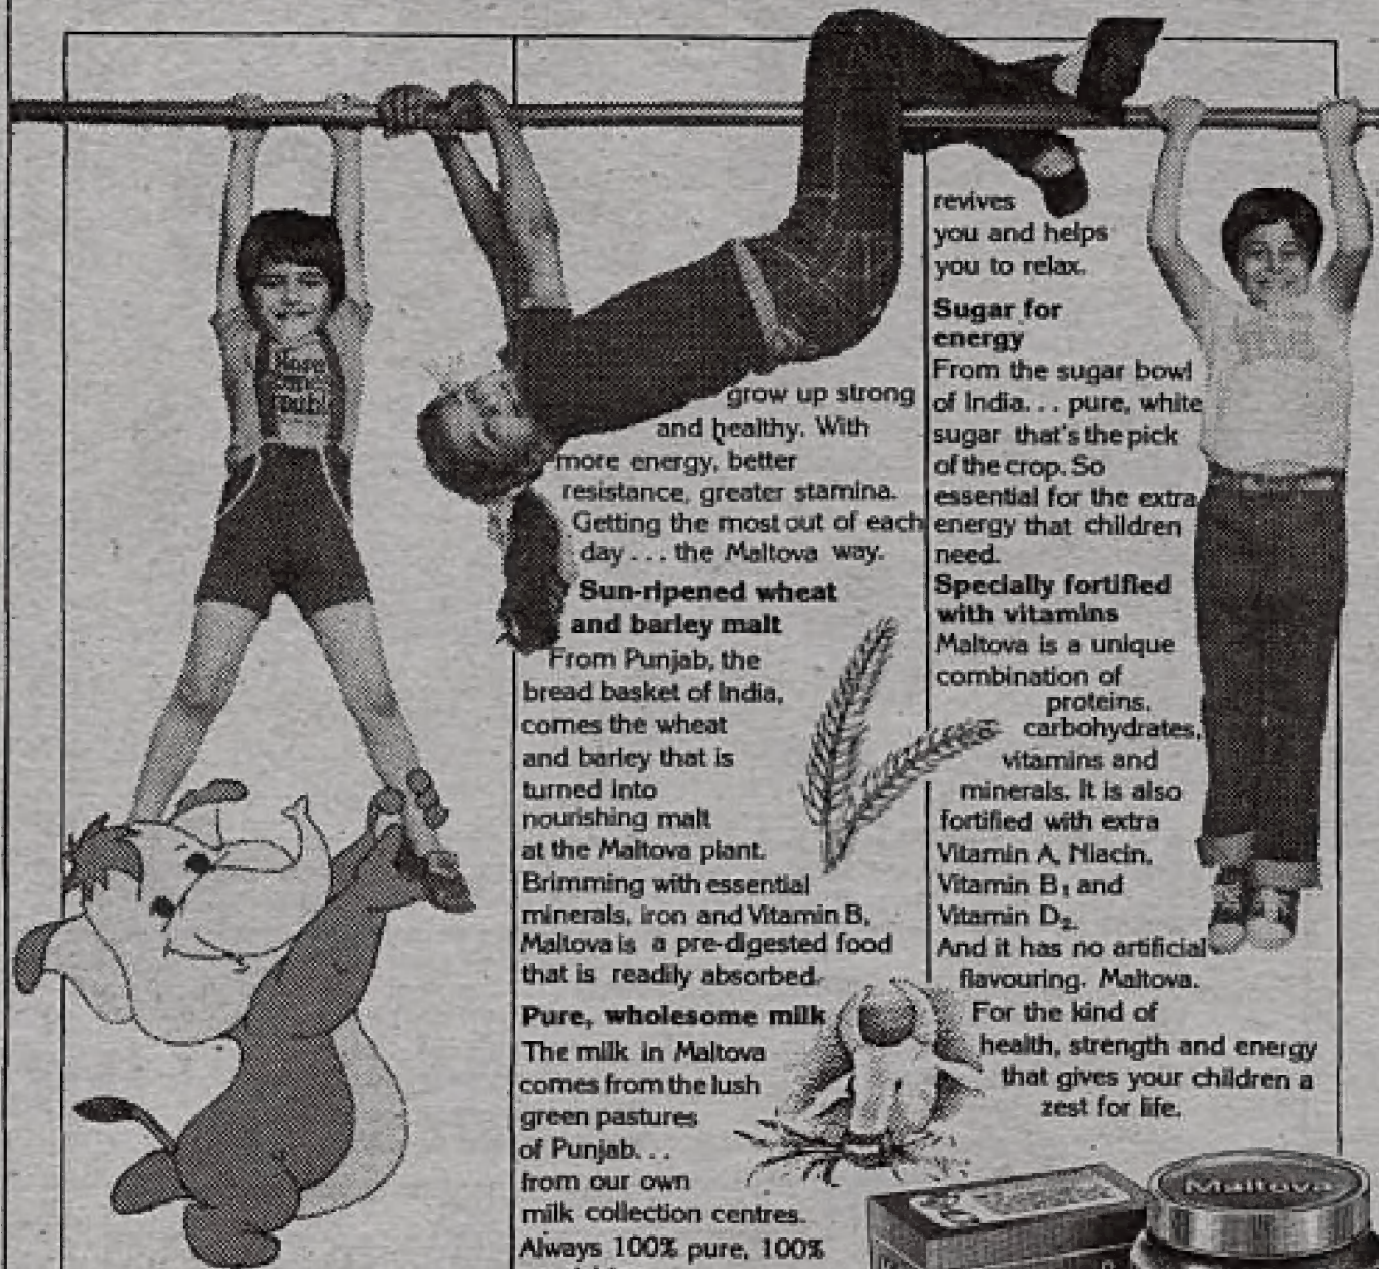 grow up strong
and healthy. With
more energy, better
resistance, greater stamina.
Getting the most out of each
day . . . the Maltova way.
Sun-ripened wheat
and barley malt
From Punjab, the
bread basket of India,
comes the wheat
and barley that is
turned into
nourishing malt
at the Maltova plant.
Brimming with essential
minerals, iron and Vitamin B,
Maltova is a pre-digested food
that is readily absorbed.
Pure, wholesome milk
The milk in Maltova
comes from the lush
green pastures
of Punjab. . .
from our own
milk collection centres.
Always 100% pure, 100%
revives
you and helps
you to relax.
Sugar for
energy
From the sugar bowl
of India. . . pure, white
sugar that's the pick
of the crop. So
essential for the extra
energy that children
need.
Specially fortified
with vitamins
Maltova is a unique
combination of
proteins,
carbohydrates,
vitamins and
minerals. It is also
fortified with extra
Vitamin A, Niacin,
Vitamin B₁ and
Vitamin D₂.
And it has no artificial
flavouring. Maltova.
For the kind of
health, strength and energy
that gives your children a
zest for life.
Maltova